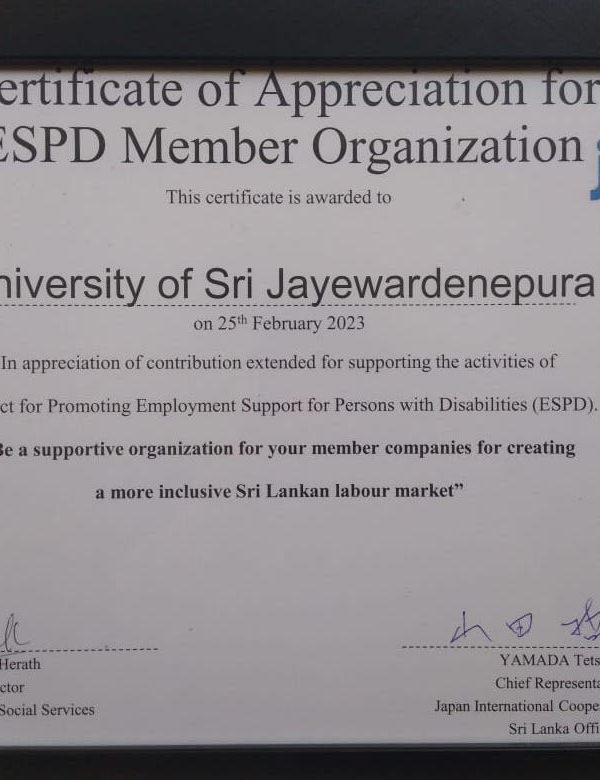 ertificate of Appreciation for
ESPD Member Organization
This certificate is awarded to
niversity of Sri Jayewardenepura
on 25th February 2023
In appreciation of contribution extended for supporting the activities of
ct for Promoting Employment Support for Persons with Disabilities (ESPD).
Be a supportive organization for your member companies for creating
a more inclusive Sri Lankan labour market”
山田
Herath
YAMADA Tets
ctor
Chief Representa
Social Services
Japan International Coope
Sri Lanka Offi